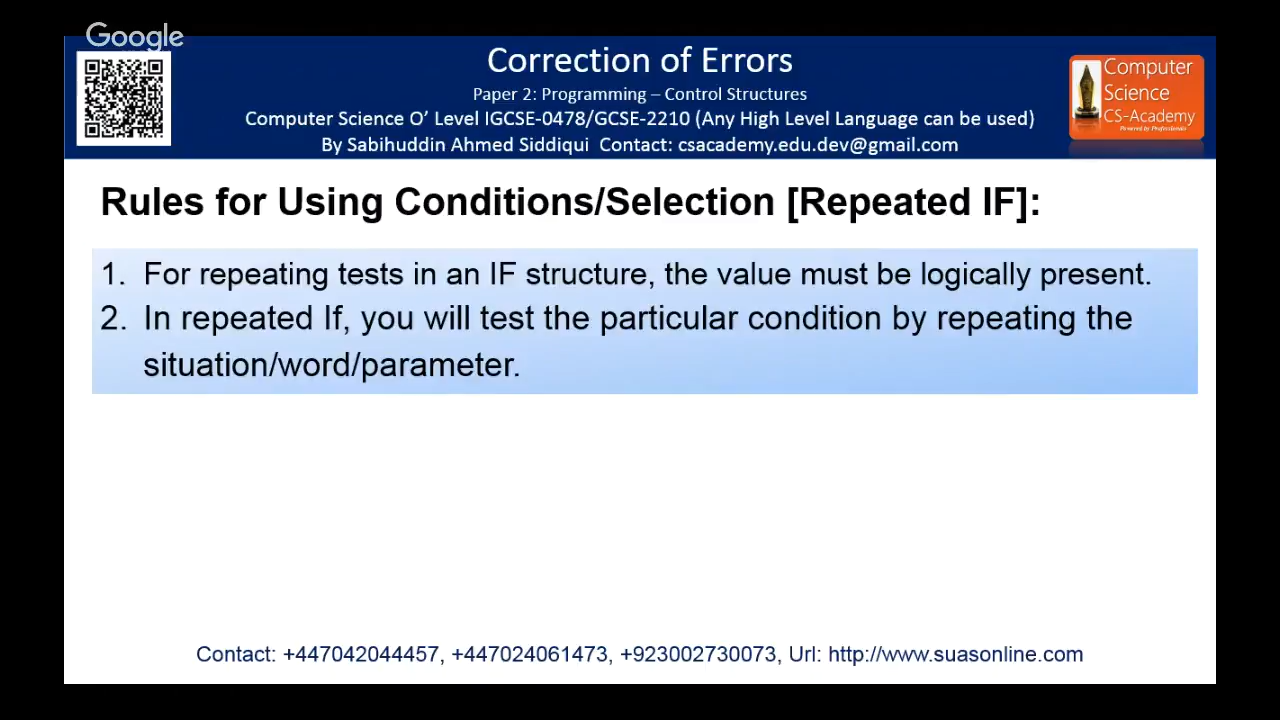 Google
Correction of Errors
Paper 2: Programming – Control Structures
Computer Science O’ Level IGCSE-0478/GCSE-2210 (Any High Level Language can be used)
By Sabihuddin Ahmed Siddiqui Contact: csacademy.edu.dev@gmail.com
Computer
Science
CS-Academy
Powered by Professionals
Rules for Using Conditions/Selection [Repeated IF]:
1. For repeating tests in an IF structure, the value must be logically present.
2. In repeated If, you will test the particular condition by repeating the
situation/word/parameter.
Contact: +447042044457, +447024061473, +923002730073, Url: http://www.suasonline.com